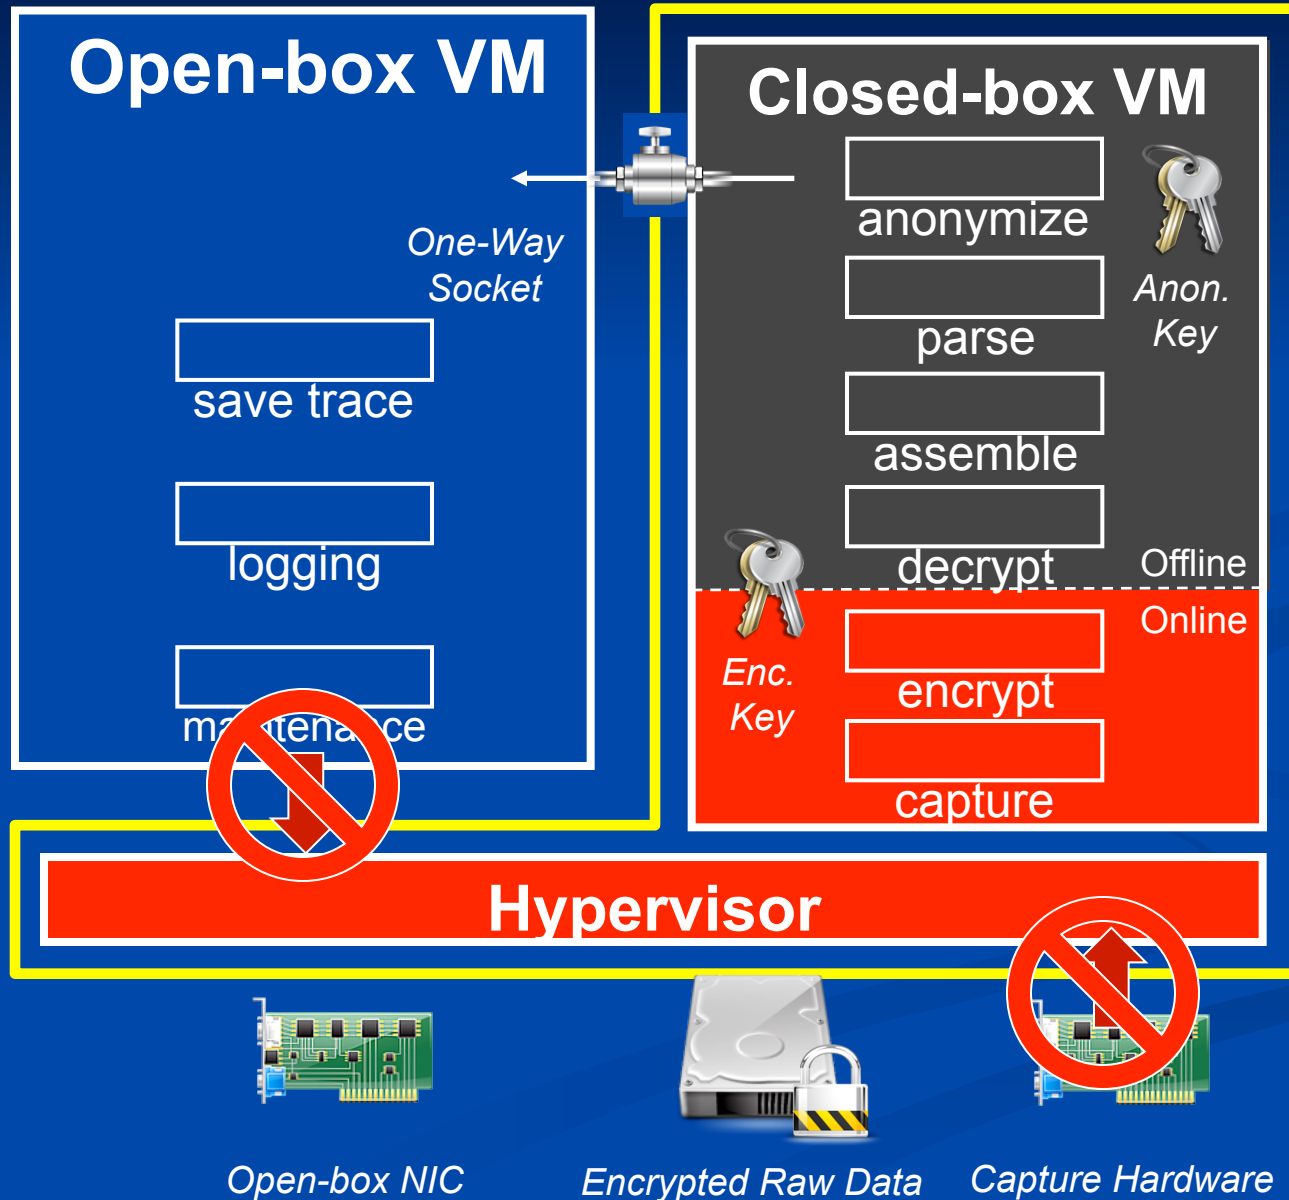 Open-box VM
One-Way
Socket
save trace
logging
maintenance
Closed-box VM
anonymize
Anon.
Key
parse
assemble
decrypt
Offline
Online
Enc.
Key
encrypt
capture
Hypervisor
Open-box NIC
Encrypted Raw Data
Capture Hardware